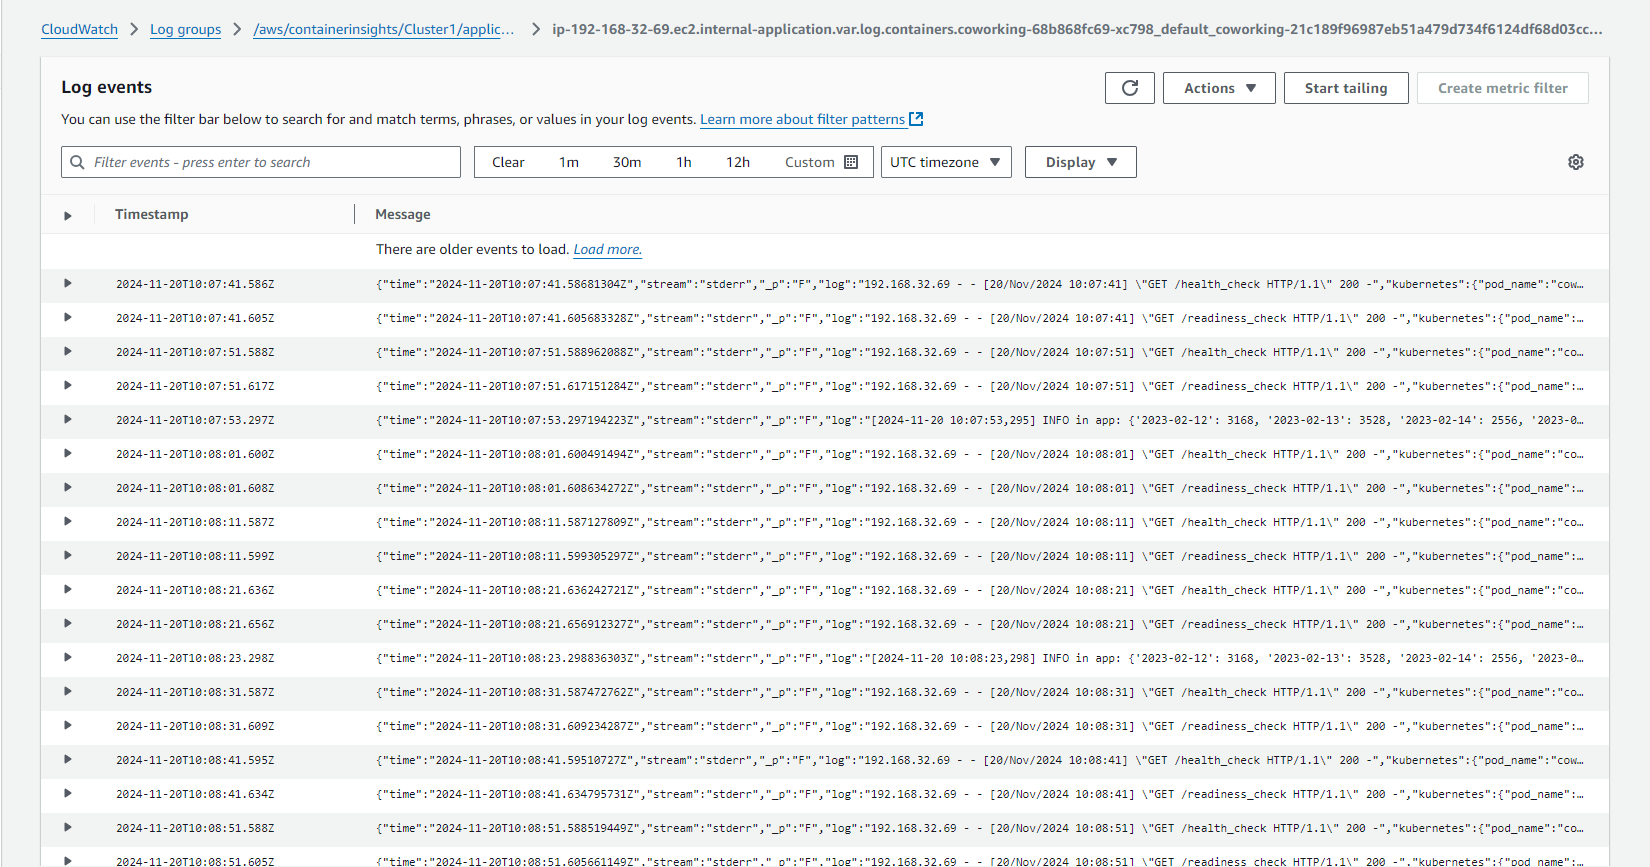 CloudWatch > Log groups > /aws/containerinsights/Cluster1/applic... > ip-192-168-32-69.ec2.internal-application.var.log.containers.coworking-68b868fc69-xc798_default_coworking-21c189f96987eb51a479d734f6124df68d03cc...
Log events
Actions
Start tailing
Create metric filter
You can use the filter bar below to search for and match terms, phrases, or values in your log events. Learn more about filter patterns
Filter events - press enter to search
Clear 1m 30m 1h 12h Custom
UTC timezone
Display
Timestamp Message
There are older events to load. Load more.
2024-11-20T10:07:41.586Z {"time":"2024-11-20T10:07:41.58681304Z","stream":"stderr","_p":"F","log":"192.168.32.69 - - [20/Nov/2024 10:07:41] \"GET /health_check HTTP/1.1\" 200 -","kubernetes":{"pod_name":"cow...
2024-11-20T10:07:41.605Z {"time":"2024-11-20T10:07:41.605683328Z","stream":"stderr","_p":"F","log":"192.168.32.69 - - [20/Nov/2024 10:07:41] \"GET /readiness_check HTTP/1.1\" 200 -","kubernetes":{"pod_name":...
2024-11-20T10:07:51.588Z {"time":"2024-11-20T10:07:51.588962088Z","stream":"stderr","_p":"F","log":"192.168.32.69 - - [20/Nov/2024 10:07:51] \"GET /health_check HTTP/1.1\" 200 -","kubernetes":{"pod_name":"co...
2024-11-20T10:07:51.617Z {"time":"2024-11-20T10:07:51.617151284Z","stream":"stderr","_p":"F","log":"192.168.32.69 - - [20/Nov/2024 10:07:51] \"GET /readiness_check HTTP/1.1\" 200 -","kubernetes":{"pod_name":...
2024-11-20T10:07:53.297Z {"time":"2024-11-20T10:07:53.297194223Z","stream":"stderr","_p":"F","log":"[2024-11-20 10:07:53,295] INFO in app: {'2023-02-12': 3168, '2023-02-13': 3528, '2023-02-14': 2556, '2023-0...
2024-11-20T10:08:01.600Z {"time":"2024-11-20T10:08:01.600491494Z","stream":"stderr","_p":"F","log":"192.168.32.69 - - [20/Nov/2024 10:08:01] \"GET /health_check HTTP/1.1\" 200 -","kubernetes":{"pod_name":"co...
2024-11-20T10:08:01.608Z {"time":"2024-11-20T10:08:01.608634272Z","stream":"stderr","_p":"F","log":"192.168.32.69 - - [20/Nov/2024 10:08:01] \"GET /readiness_check HTTP/1.1\" 200 -","kubernetes":{"pod_name":...
2024-11-20T10:08:11.587Z {"time":"2024-11-20T10:08:11.587127809Z","stream":"stderr","_p":"F","log":"192.168.32.69 - - [20/Nov/2024 10:08:11] \"GET /health_check HTTP/1.1\" 200 -","kubernetes":{"pod_name":"co...
2024-11-20T10:08:11.599Z {"time":"2024-11-20T10:08:11.599305297Z","stream":"stderr","_p":"F","log":"192.168.32.69 - - [20/Nov/2024 10:08:11] \"GET /readiness_check HTTP/1.1\" 200 -","kubernetes":{"pod_name":...
2024-11-20T10:08:21.636Z {"time":"2024-11-20T10:08:21.636242721Z","stream":"stderr","_p":"F","log":"192.168.32.69 - - [20/Nov/2024 10:08:21] \"GET /health_check HTTP/1.1\" 200 -","kubernetes":{"pod_name":"co...
2024-11-20T10:08:21.656Z {"time":"2024-11-20T10:08:21.656912327Z","stream":"stderr","_p":"F","log":"192.168.32.69 - - [20/Nov/2024 10:08:21] \"GET /readiness_check HTTP/1.1\" 200 -","kubernetes":{"pod_name":...
2024-11-20T10:08:23.298Z {"time":"2024-11-20T10:08:23.298836303Z","stream":"stderr","_p":"F","log":"[2024-11-20 10:08:23,298] INFO in app: {'2023-02-12': 3168, '2023-02-13': 3528, '2023-02-14': 2556, '2023-0...
2024-11-20T10:08:31.587Z {"time":"2024-11-20T10:08:31.587472762Z","stream":"stderr","_p":"F","log":"192.168.32.69 - - [20/Nov/2024 10:08:31] \"GET /health_check HTTP/1.1\" 200 -","kubernetes":{"pod_name":"co...
2024-11-20T10:08:31.609Z {"time":"2024-11-20T10:08:31.609234287Z","stream":"stderr","_p":"F","log":"192.168.32.69 - - [20/Nov/2024 10:08:31] \"GET /readiness_check HTTP/1.1\" 200 -","kubernetes":{"pod_name":...
2024-11-20T10:08:41.595Z {"time":"2024-11-20T10:08:41.59510727Z","stream":"stderr","_p":"F","log":"192.168.32.69 - - [20/Nov/2024 10:08:41] \"GET /health_check HTTP/1.1\" 200 -","kubernetes":{"pod_name":"cow...
2024-11-20T10:08:41.634Z {"time":"2024-11-20T10:08:41.634795731Z","stream":"stderr","_p":"F","log":"192.168.32.69 - - [20/Nov/2024 10:08:41] \"GET /readiness_check HTTP/1.1\" 200 -","kubernetes":{"pod_name":...
2024-11-20T10:08:51.588Z {"time":"2024-11-20T10:08:51.588519449Z","stream":"stderr","_p":"F","log":"192.168.32.69 - - [20/Nov/2024 10:08:51] \"GET /health_check HTTP/1.1\" 200 -","kubernetes":{"pod_name":"co...
2024-11-20T10:08:51.605Z {"time":"2024-11-20T10:08:51.605661149Z","stream":"stderr","_p":"F","log":"192.168.32.69 - - [20/Nov/2024 10:08:51] \"GET /readiness_check HTTP/1.1\" 200 -","kubernetes":{"pod_name":...